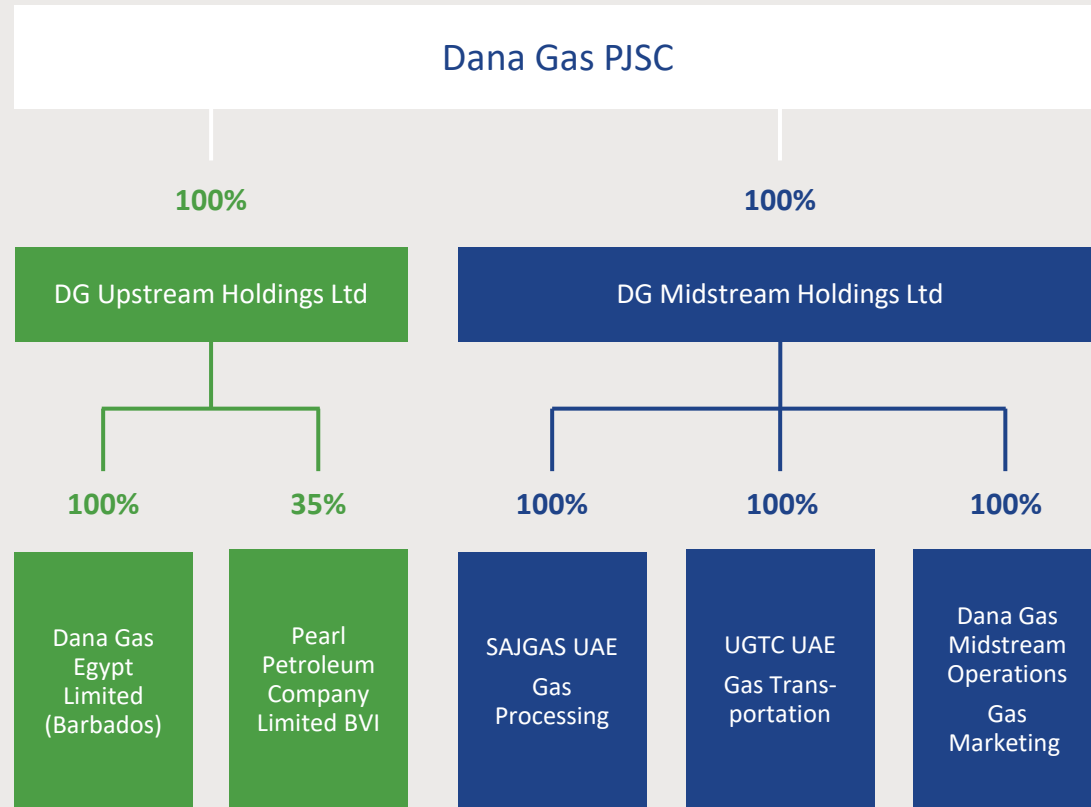 Dana Gas PJSC
100%
100%
DG Upstream Holdings Ltd
DG Midstream Holdings Ltd
100%
35%
100%
100%
100%
Dana Gas
Egypt
Limited
(Barbados)
Pearl
Petroleum
Company
Limited BVI
SAJGAS UAE
Gas
Processing
UGTC UAE
Gas Trans-
portation
Dana Gas
Midstream
Operations
Gas
Marketing